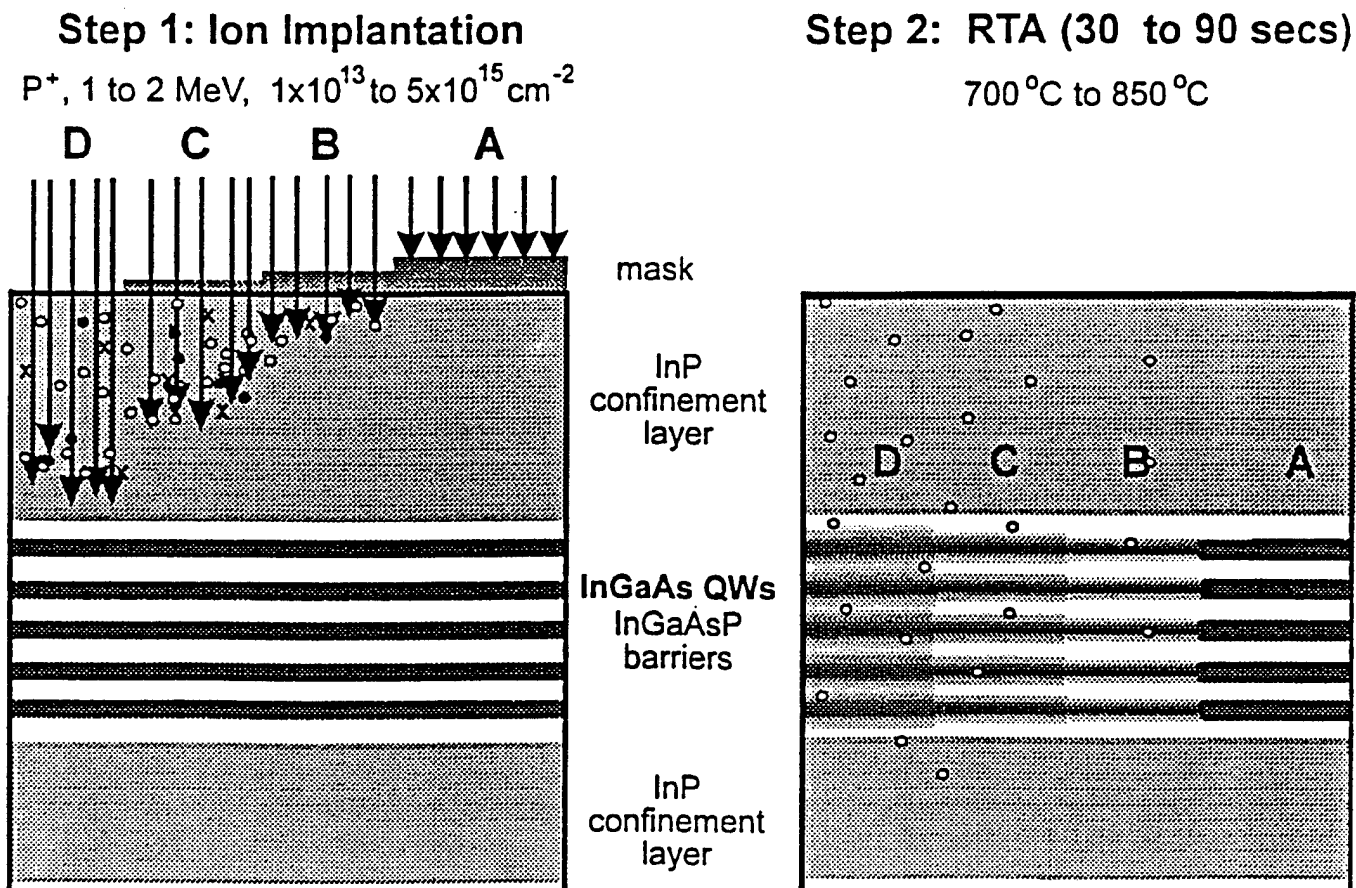 Step 1: Ion Implantation
P⁺, 1 to 2 MeV, 1x10¹³ to 5x10¹⁵ cm⁻²
D C B A
Step 2: RTA (30 to 90 secs)
700 °C to 850 °C
mask
InP
confinement
layer
InGaAs QWs
InGaAsP
barriers
InP
confinement
layer
D C B A